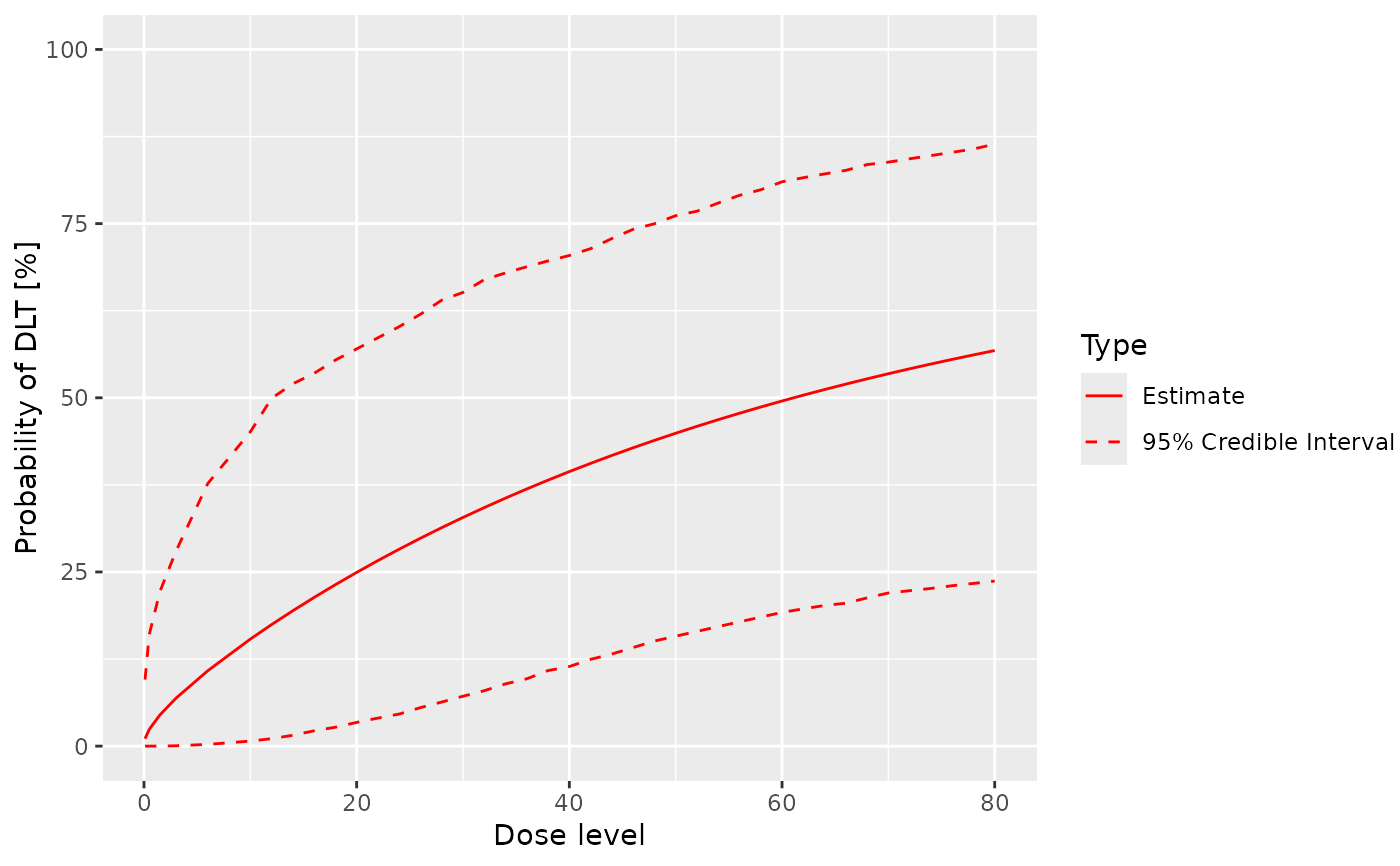 Probability of DLT [%]
100
75
50
25
0
0 20 40 60 80
Dose level
Type
Estimate
95% Credible Interval